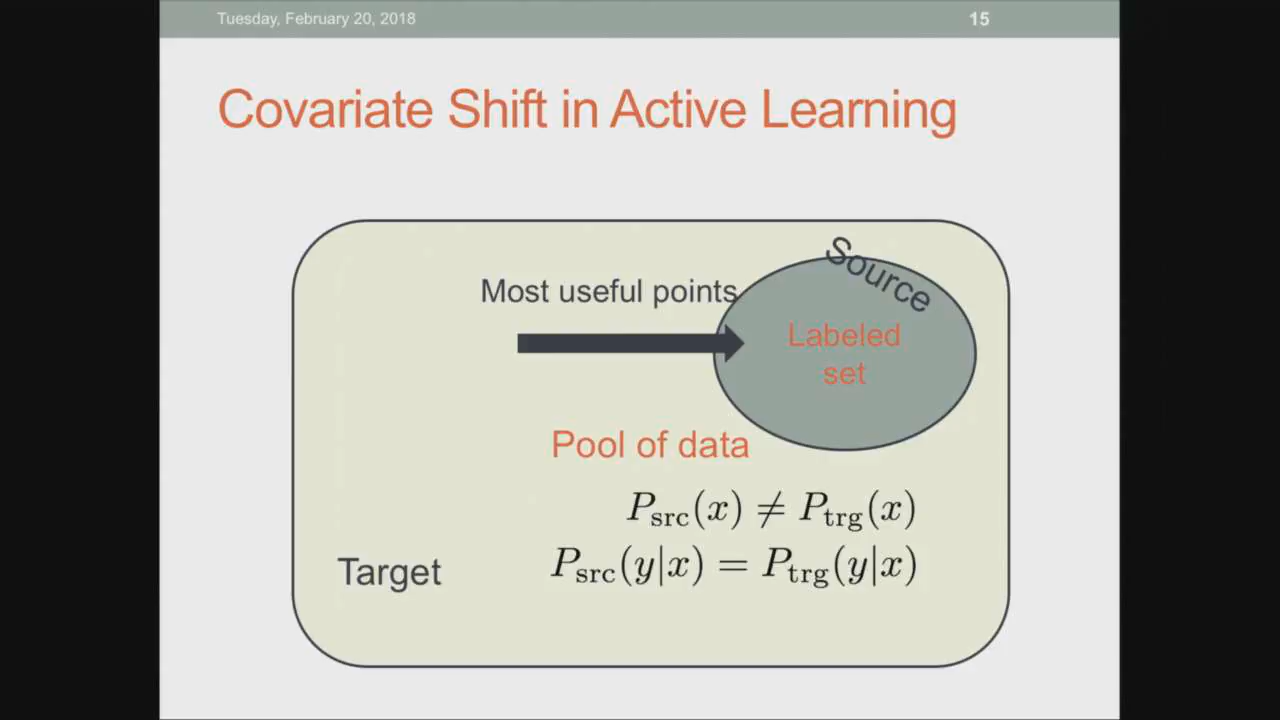 Tuesday, February 20, 2018
15
Covariate Shift in Active Learning
Source
Most useful points
Labeled
set
Pool of data
P_src(x) ≠ P_trg(x)
P_src(y|x) = P_trg(y|x)
Target